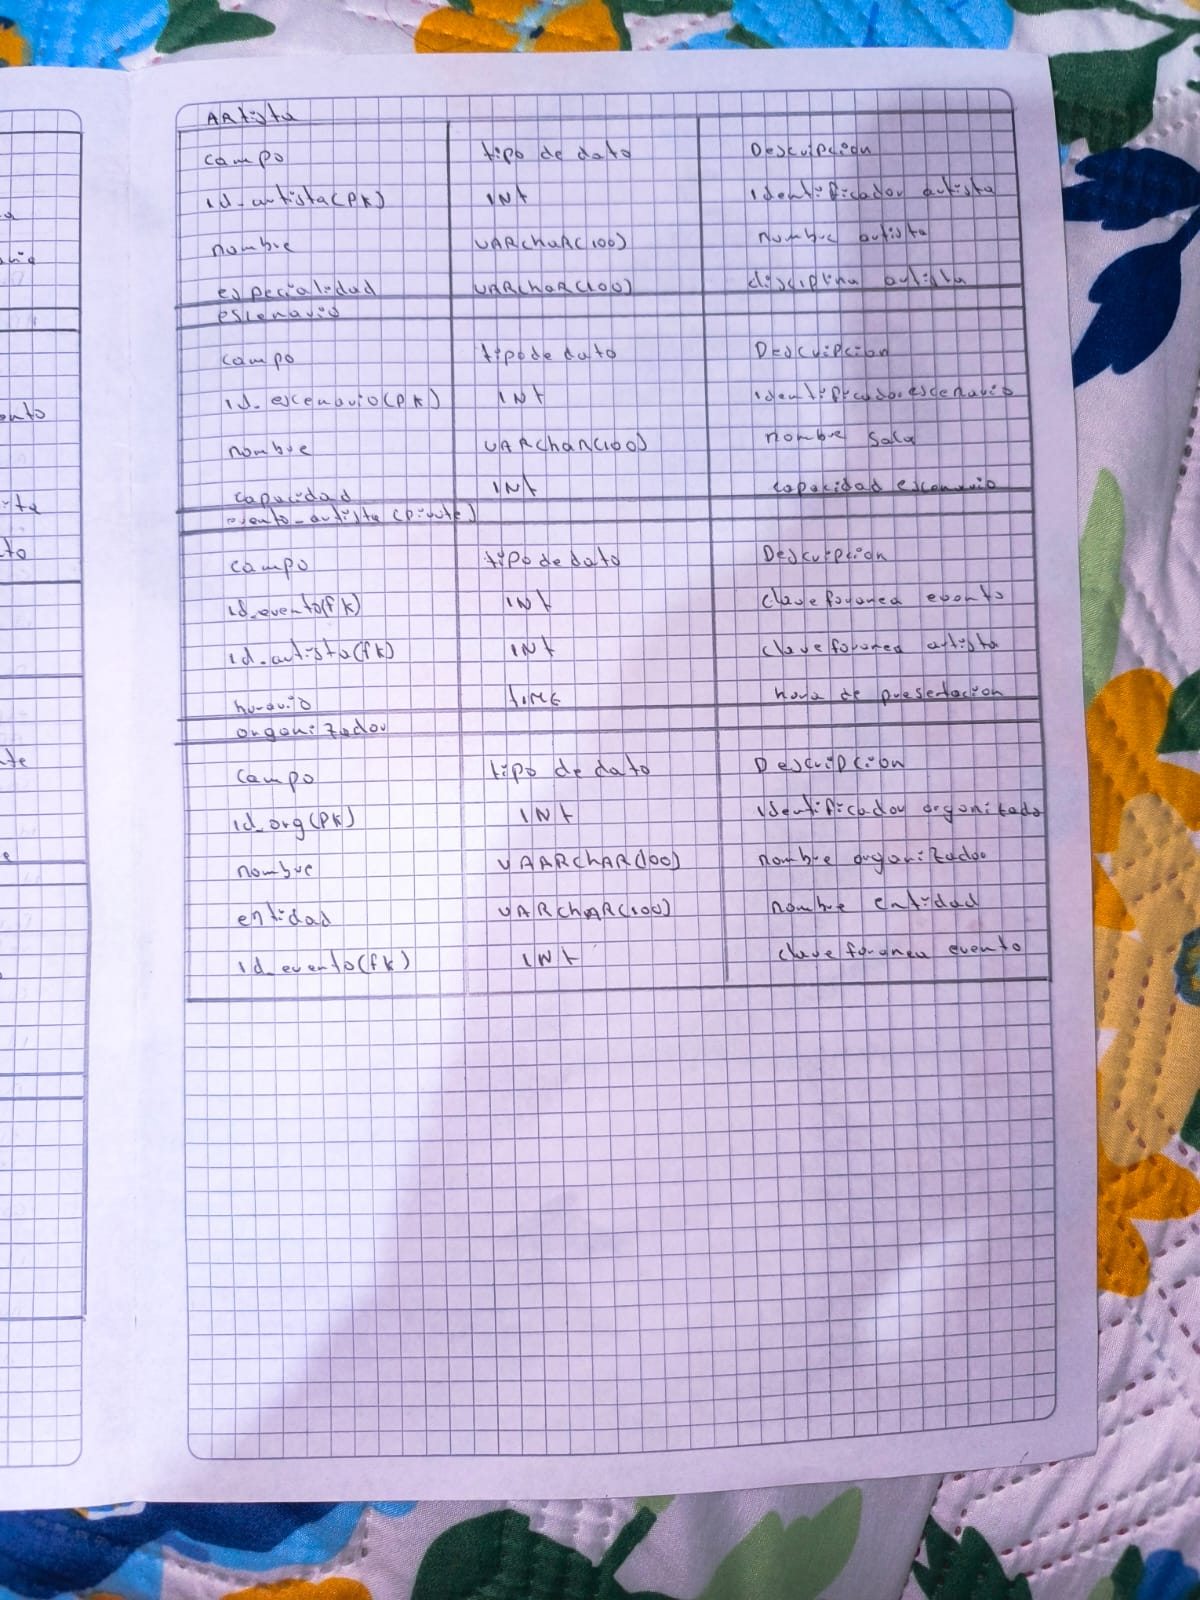 ARtista
campo tipo de dato Descripcion
id_artista(PK) INt identificador artista
nombre VARchaR(100) nombre artista
especialidad VARchaR(100) disciplina artista
escenario
campo tipo de dato Descripcion
id_escenario(PK) INt identificador escenario
nombre VARchaR(100) nombre sala
capacidad INt capacidad escenario
evento_artista (pivote)
campo tipo de dato Descripcion
id_evento(fk) INt clave foranea evento
id_artista(fk) INt clave foranea artista
horario time hora de presentacion
organizador
campo tipo de dato Descripcion
id_org(PK) INt identificador organizado
nombre VAARChAR(100) nombre organizador
entidad VARchAR(100) nombre entidad
id_evento(fk) INt clave foranea evento
ento